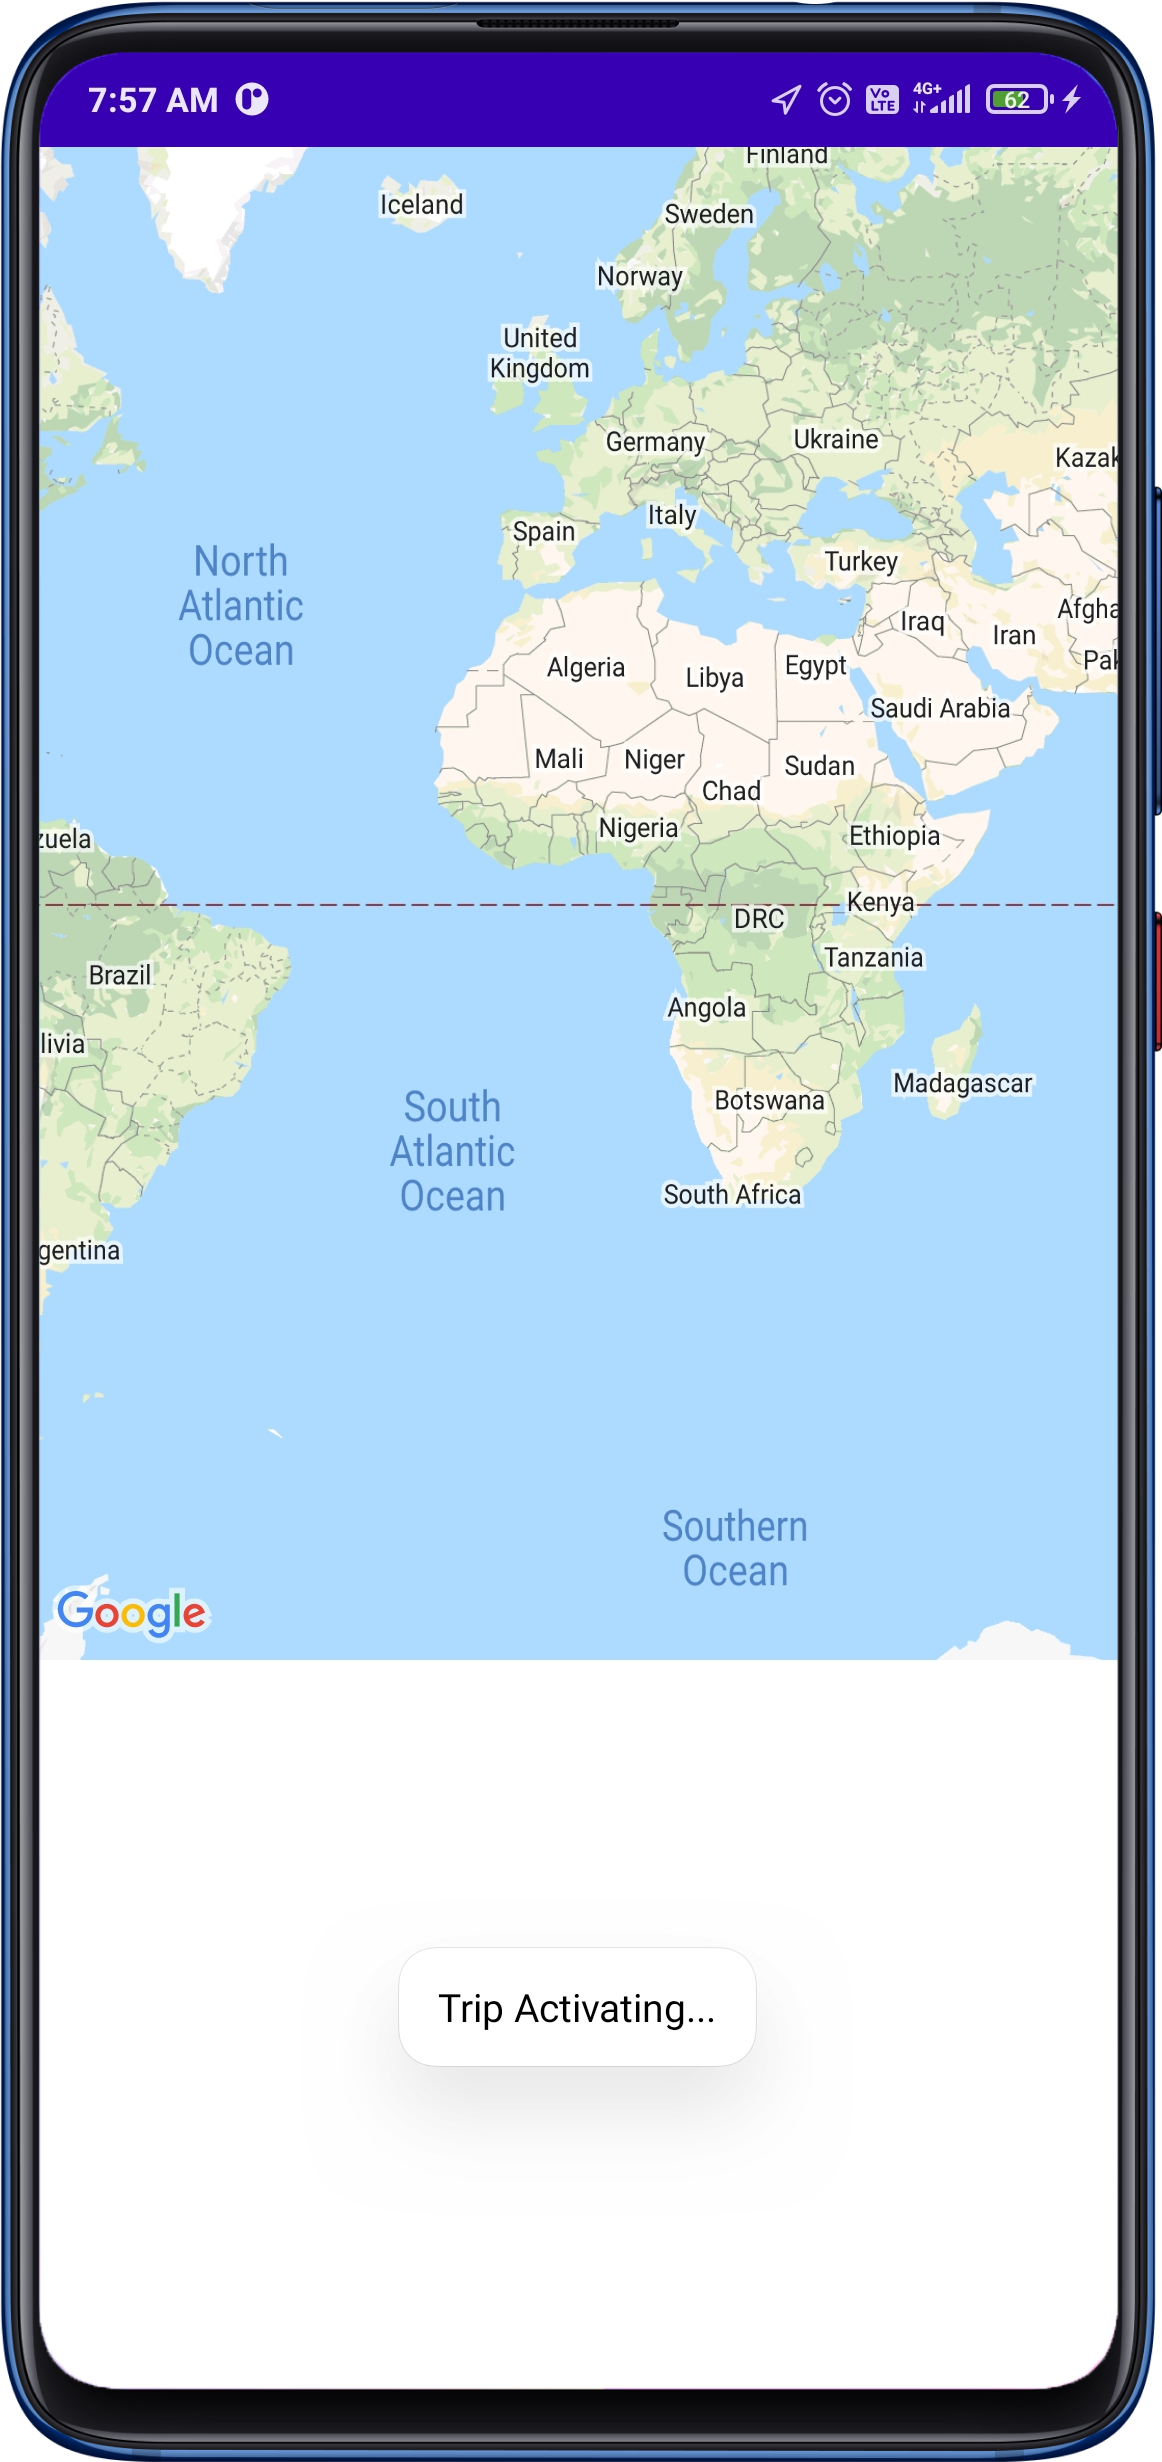 7:57 AM
4G+
Vo
LTE
62
Finland
Iceland
Sweden
Norway
United
Kingdom
Germany
Ukraine
Kazak
Italy
Spain
Turkey
North
Atlantic
Ocean
Afgha
Iraq
Iran
Algeria
Libya
Egypt
Pak
Saudi Arabia
Mali
Niger
Sudan
Chad
Nigeria
Ethiopia
zuela
Kenya
DRC
Tanzania
Brazil
Angola
livia
Madagascar
Botswana
South
Atlantic
Ocean
South Africa
gentina
Southern
Ocean
Google
Trip Activating...